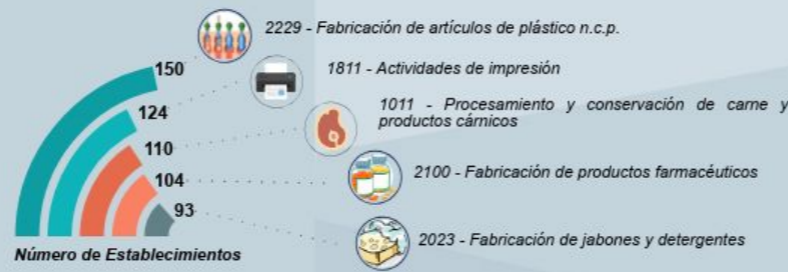 2229 - Fabricación de artículos de plástico n.c.p.
150
1811 - Actividades de impresión
124
1011 - Procesamiento y conservación de carne y
productos cárnicos
110
2100 - Fabricación de productos farmacéuticos
104
93
2023 - Fabricación de jabones y detergentes
Número de Establecimientos